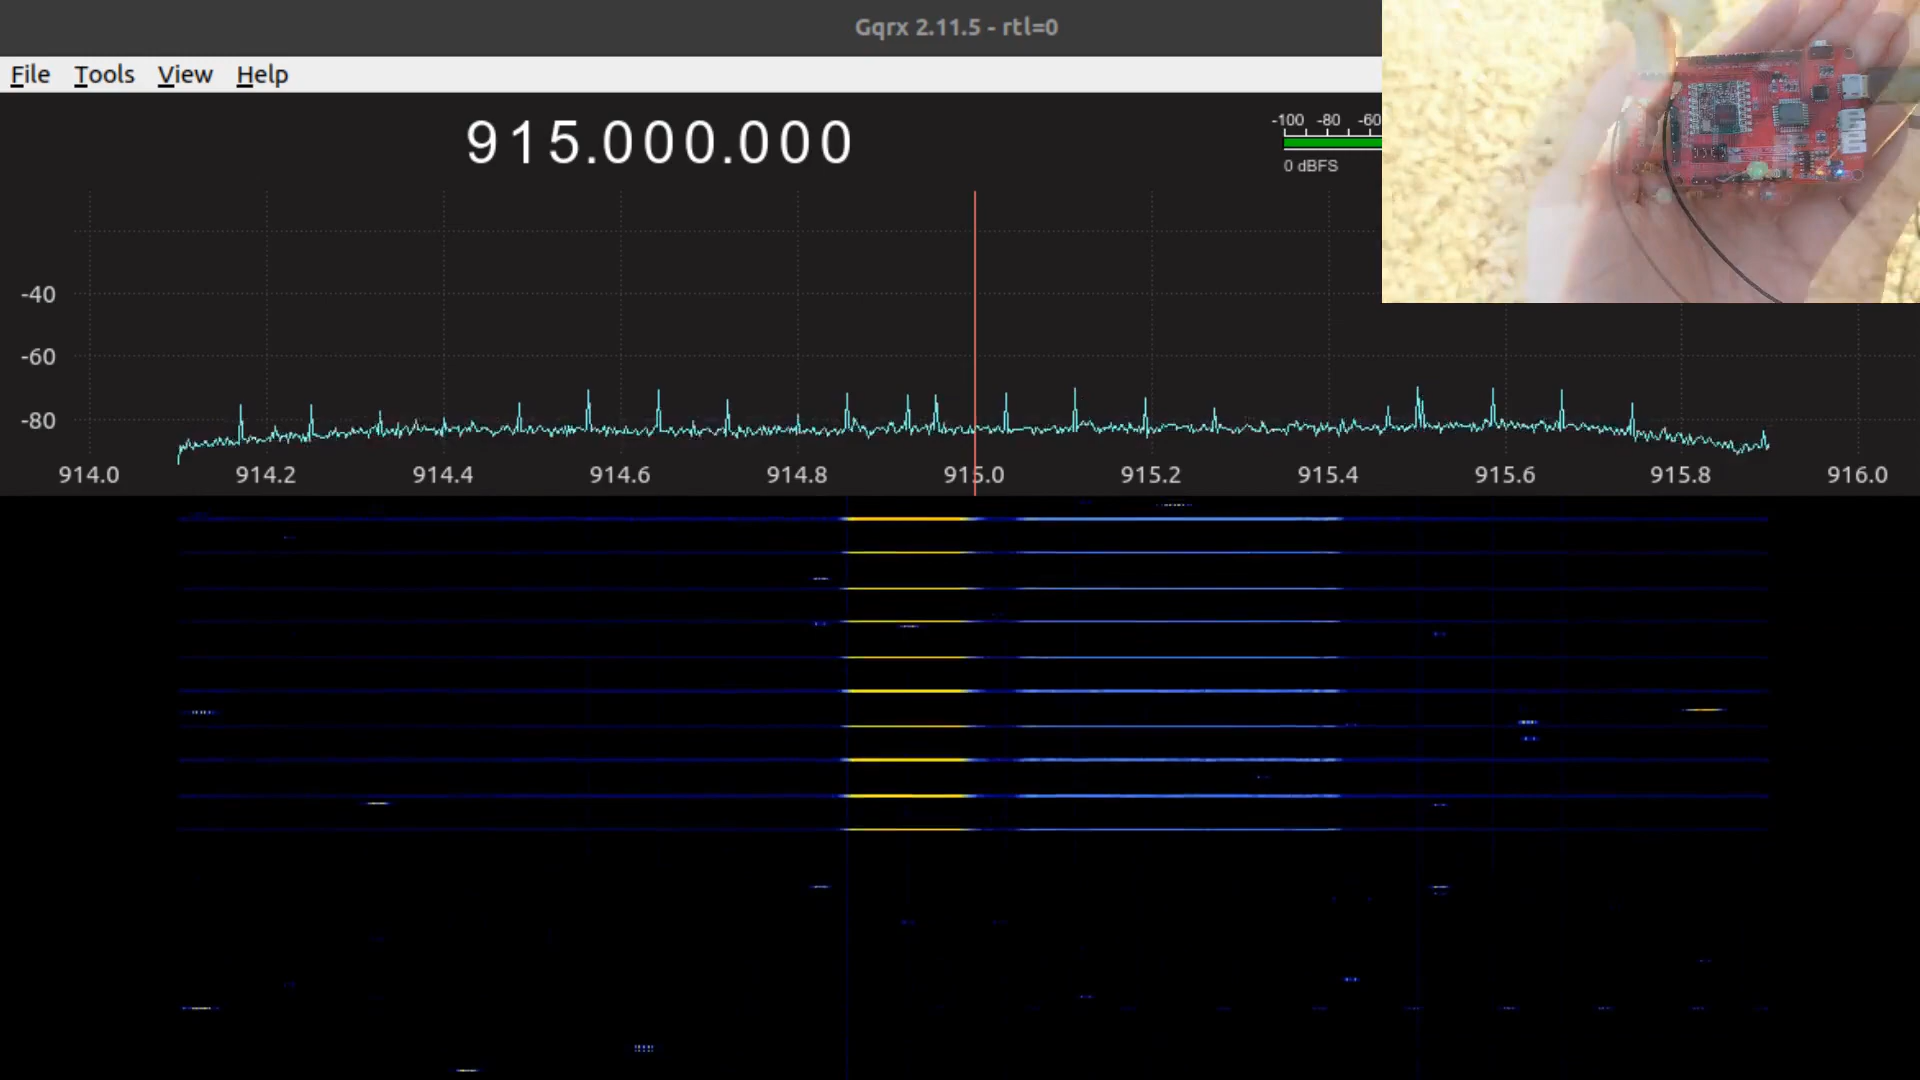 Gqrx 2.11.5 - rtl=0
File Tools View Help
915.000.000
-100 -80 -60
0 dBFS
-40
-60
-80
914.0 914.2 914.4 914.6 914.8 915.0 915.2 915.4 915.6 915.8 916.0